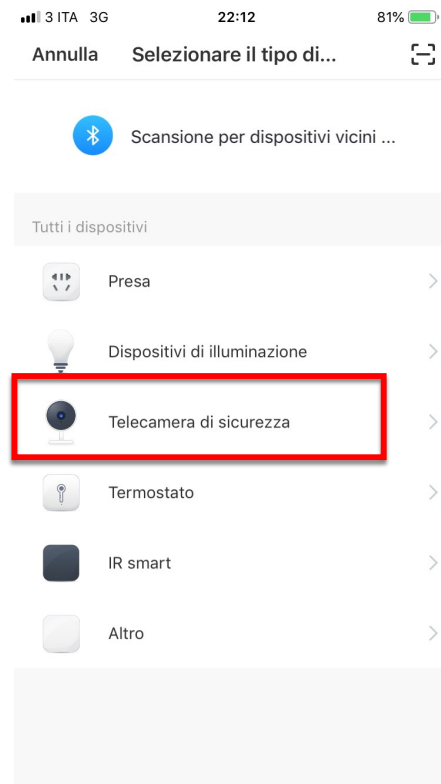 3 ITA 3G 22:12 81%
Annulla Selezionare il tipo di...
Scansione per dispositivi vicini ...
Tutti i dispositivi
Presa
Dispositivi di illuminazione
Telecamera di sicurezza
Termostato
IR smart
Altro